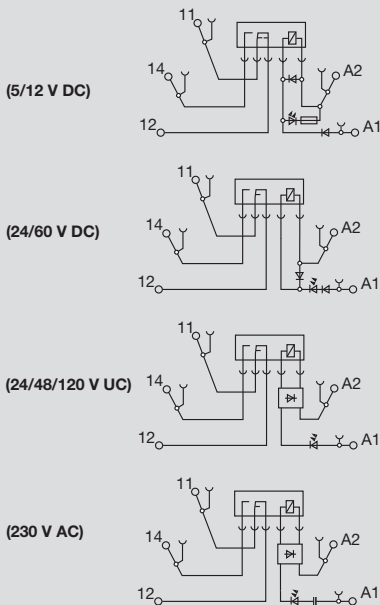 11
14
A2
(5/12 V DC)
12
A1
11
14
A2
(24/60 V DC)
12
A1
11
14
A2
(24/48/120 V UC)
12
A1
11
14
A2
(230 V AC)
12
A1